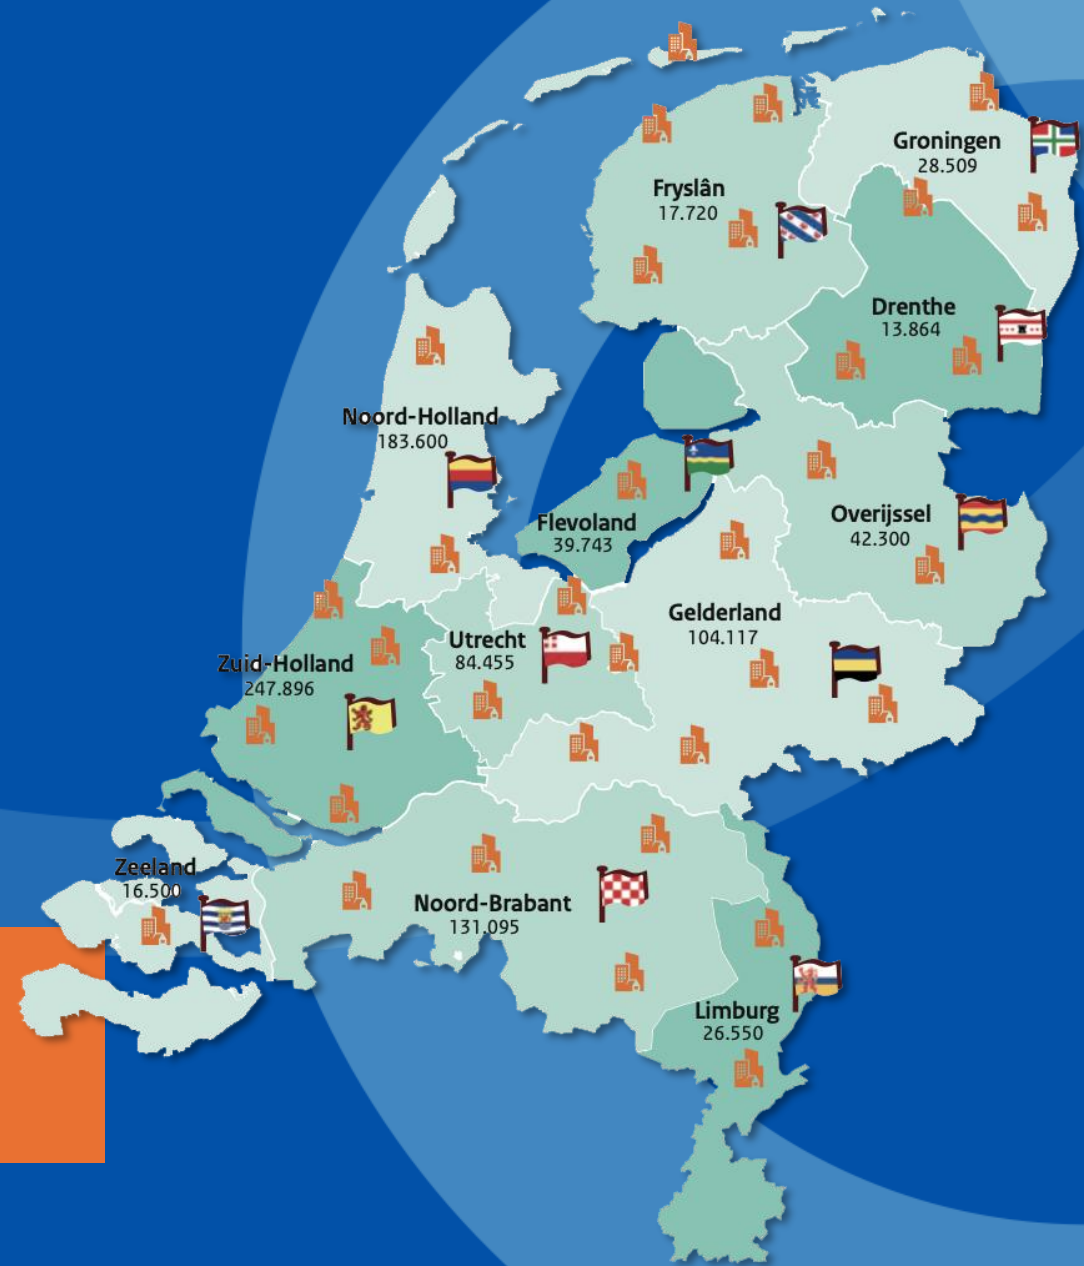 Groningen
28.509
Fryslân
17.720
Drenthe
13.864
Noord-Holland
183.600
Flevoland
39.743
Overijssel
42.300
Gelderland
104.117
Utrecht
84.455
Zuid-Holland
247.896
Zeeland
16.500
Noord-Brabant
131.095
Limburg
26.550